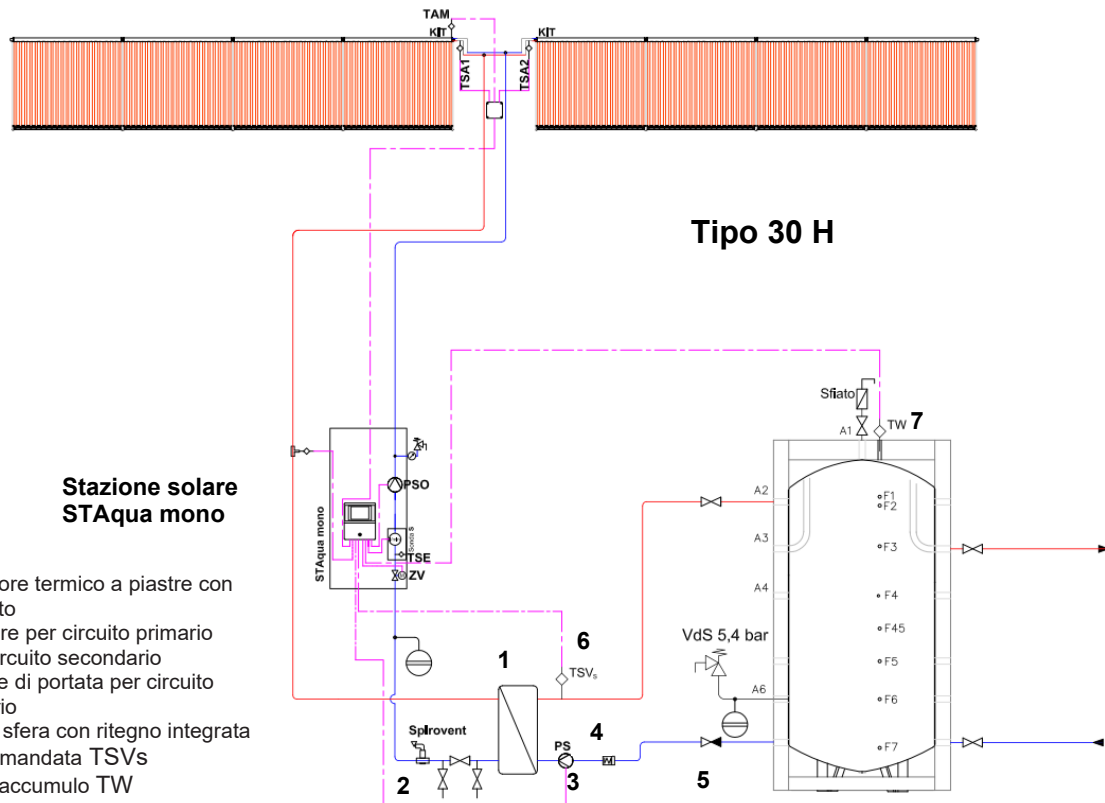 TAM
KIT
KIT
TSA1
TSA2
Tipo 30 H
Sfiato
A1
TW 7
Stazione solare
STAqua mono
STAqua mono
PSO
Sonda S
TSE
ZV
A2
A3
A4
A6
F1
F2
F3
F4
F45
F5
F6
F7
VdS 5,4 bar
ore termico a piastre con
to
re per circuito primario
ircuito secondario
e di portata per circuito
rio
sfera con ritegno integrata
mandata TSVs
accumulo TW
1
6
TSVs
Spirovent
2
PS
3
4
5